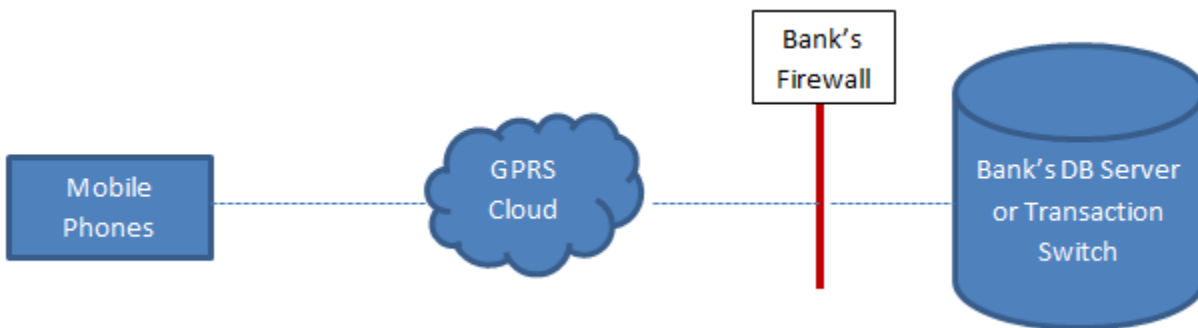 Mobile
Phones
GPRS
Cloud
Bank’s
Firewall
Bank’s DB Server
or Transaction
Switch